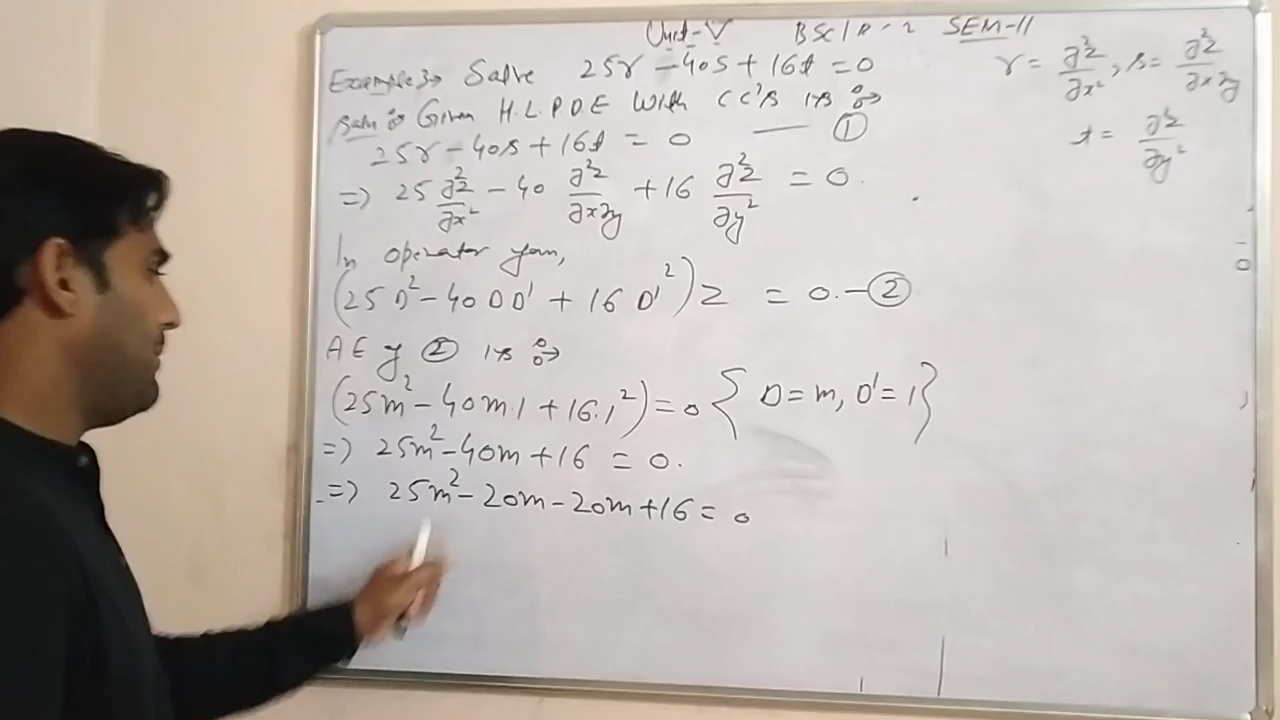 Unit-V BSc/A-2 SEM-II
Example 3→ Solve 25r - 40s + 16t = 0
r = ∂²z/∂x², s = ∂²z/∂x∂y
t = ∂²z/∂y²
Soln: Given H.L.P.D.E With CC's is :→
25r - 40s + 16t = 0 — ①
=) 25 ∂²z/∂x² - 40 ∂²z/∂x∂y + 16 ∂²z/∂y² = 0.
In operator form,
(25D² - 40DD' + 16D'²)z = 0. - ②
AE of ② is :→
(25m² - 40m.1 + 16.1²) = 0 {D = m, D' = 1}
=) 25m² - 40m + 16 = 0.
=) 25m² - 20m - 20m + 16 = 0